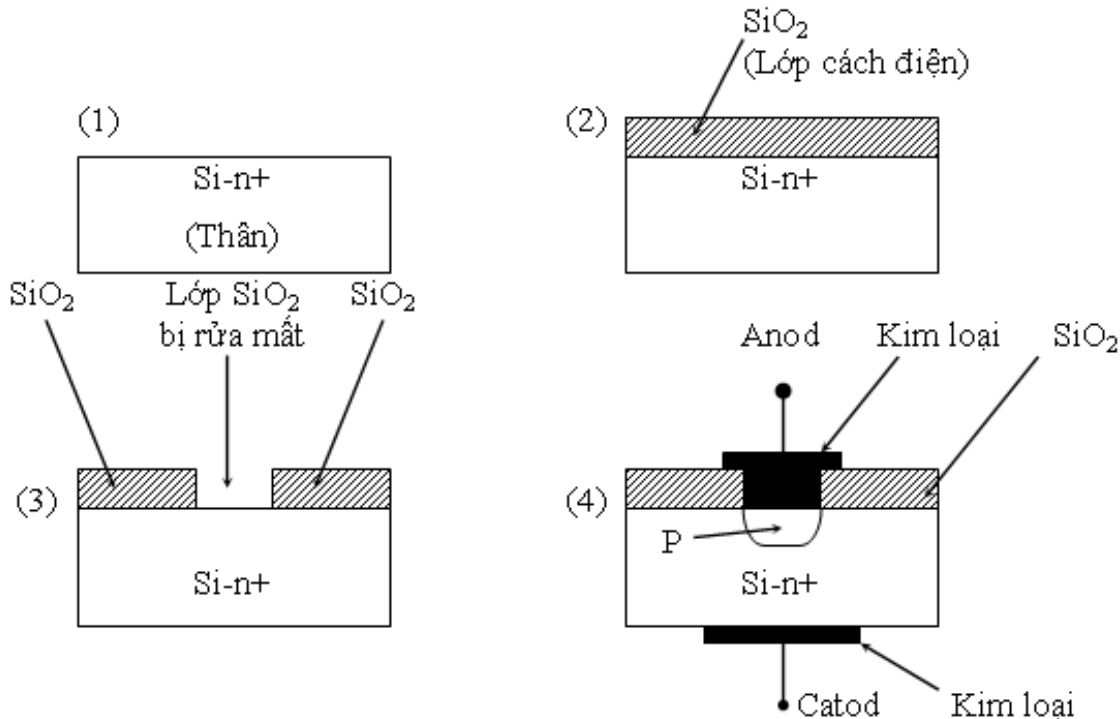 SiO₂
(Lớp cách điện)
(1)
(2)
Si-n+
(Thân)
Si-n+
SiO₂
Lớp SiO₂
bị rửa mất
SiO₂
Anod
Kim loại
SiO₂
(3)
Si-n+
(4)
P
Si-n+
Catod
Kim loại